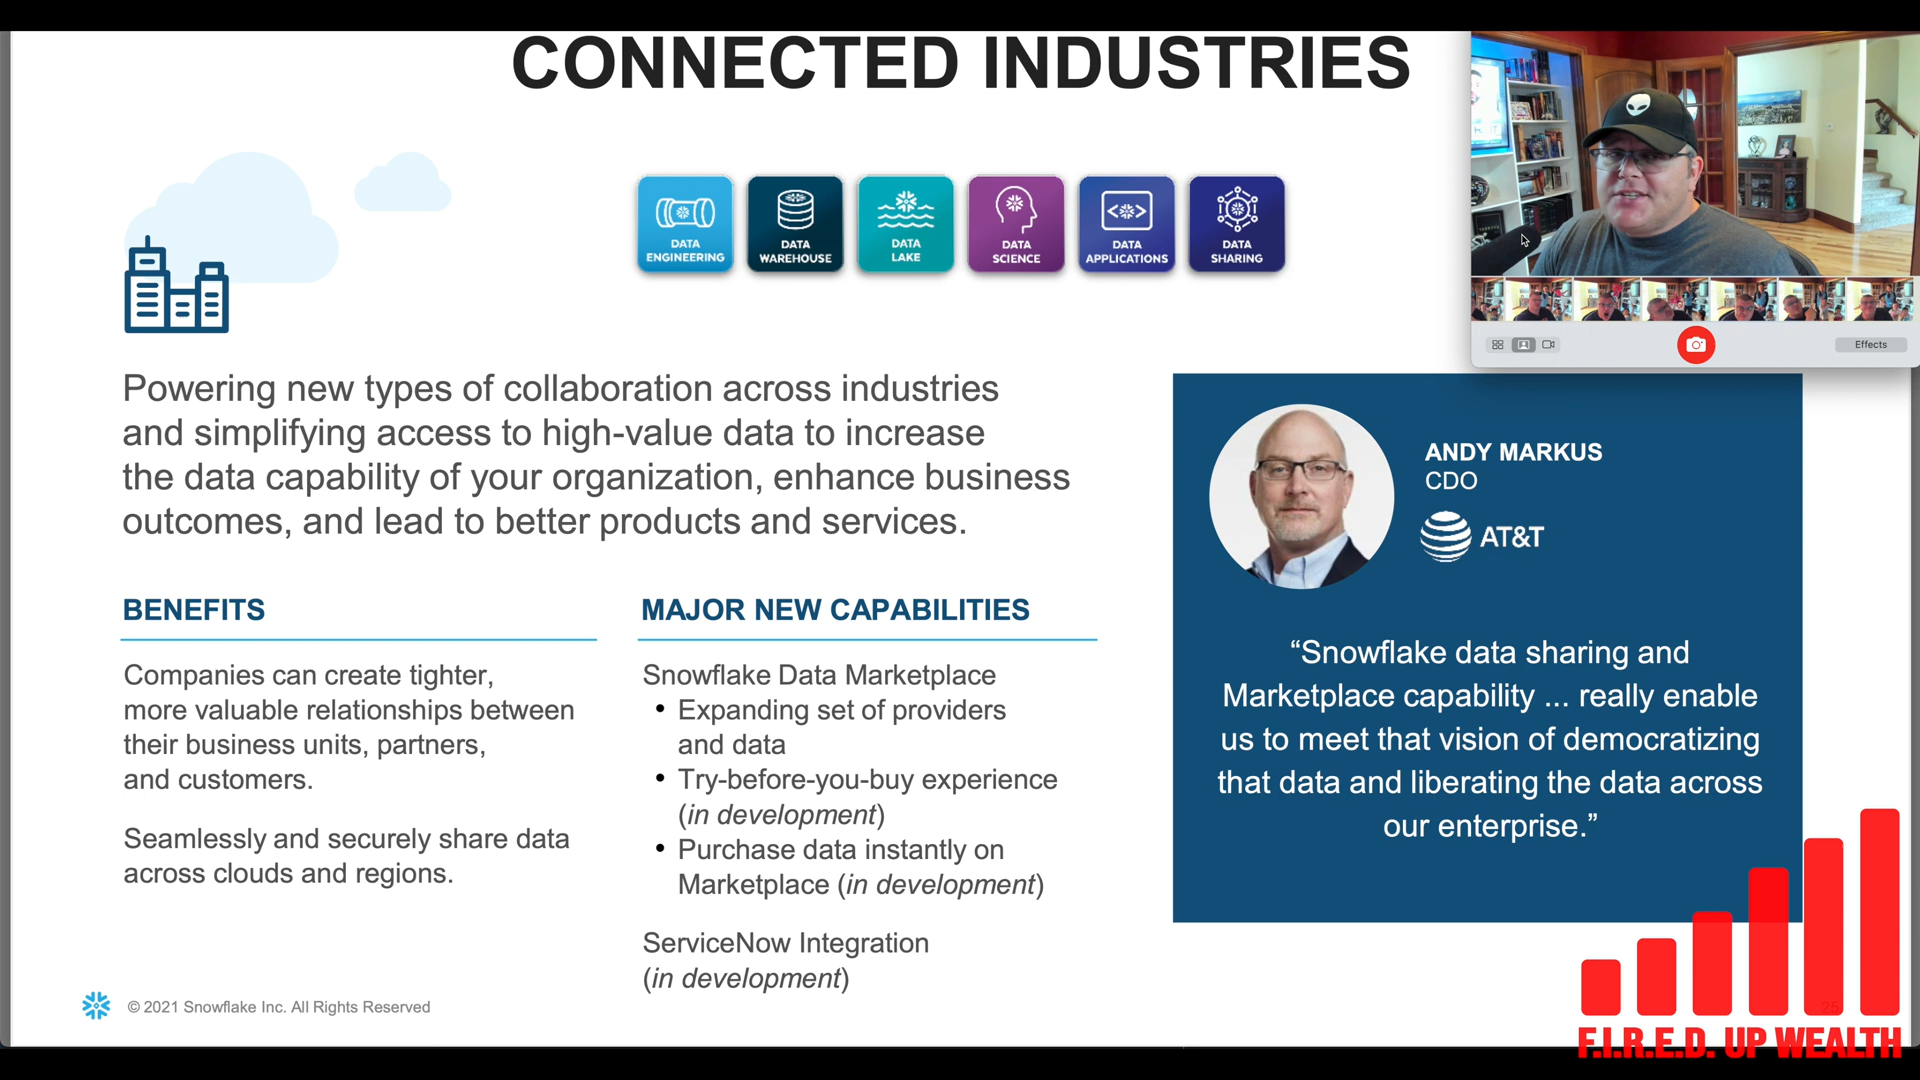 CONNECTED INDUSTRIES
DATA
ENGINEERING
DATA
WAREHOUSE
DATA
LAKE
DATA
SCIENCE
DATA
APPLICATIONS
DATA
SHARING
Effects
Powering new types of collaboration across industries
and simplifying access to high-value data to increase
the data capability of your organization, enhance business
outcomes, and lead to better products and services.
ANDY MARKUS
CDO
AT&T
“Snowflake data sharing and
Marketplace capability ... really enable
us to meet that vision of democratizing
that data and liberating the data across
our enterprise.”
BENEFITS
Companies can create tighter,
more valuable relationships between
their business units, partners,
and customers.
Seamlessly and securely share data
across clouds and regions.
MAJOR NEW CAPABILITIES
Snowflake Data Marketplace
• Expanding set of providers
and data
• Try-before-you-buy experience
(in development)
• Purchase data instantly on
Marketplace (in development)
ServiceNow Integration
(in development)
© 2021 Snowflake Inc. All Rights Reserved
25
F.I.R.E.D. UP WEALTH